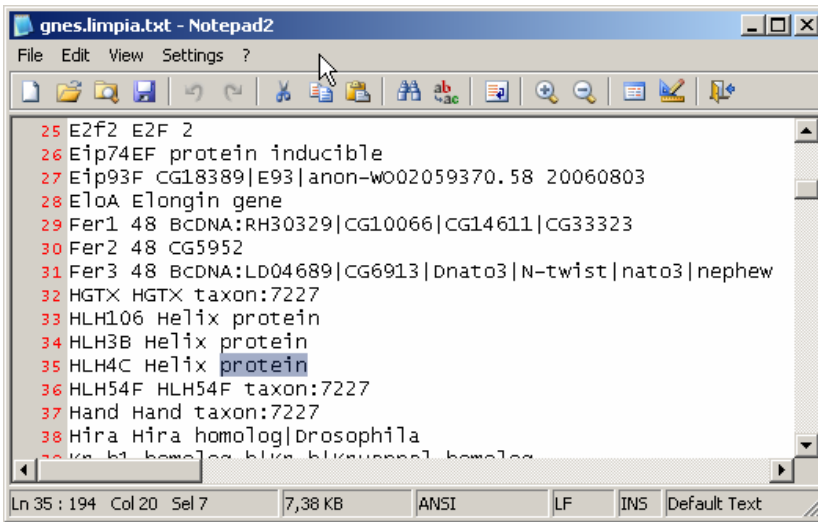 gnes.limpia.txt - Notepad2
File Edit View Settings ?
25 E2f2 E2F 2
26 Eip74EF protein inducible
27 Eip93F CG18389|E93|anon-WO02059370.58 20060803
28 EloA Elongin gene
29 Fer1 48 BcDNA:RH30329|CG10066|CG14611|CG33323
30 Fer2 48 CG5952
31 Fer3 48 BcDNA:LD04689|CG6913|Dnato3|N-twist|nato3|nephew
32 HGTX HGTX taxon:7227
33 HLH106 Helix protein
34 HLH3B Helix protein
35 HLH4C Helix protein
36 HLH54F HLH54F taxon:7227
37 Hand Hand taxon:7227
38 Hira Hira homolog|Drosophila
Ln 35 : 194 Col 20 Sel 7 7,38 KB ANSI LF INS Default Text